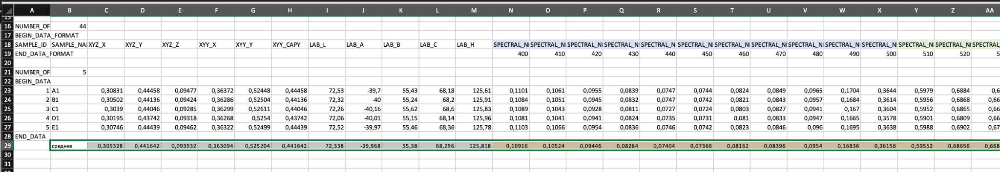 A B C D E F G H I J K L M N O P Q R S T U V W X Y Z AA
15
16 NUMBER_OF 44
17 BEGIN_DATA_FORMAT
18 SAMPLE_ID SAMPLE_NA XYZ_X XYZ_Y XYZ_Z XYY_X XYY_Y XYY_CAPY LAB_L LAB_A LAB_B LAB_C LAB_H SPECTRAL_NI SPECTRAL_NI SPECTRAL_NI SPECTRAL_NI SPECTRAL_NI SPECTRAL_NI SPECTRAL_NI SPECTRAL_NI SPECTRAL_NI SPECTRAL_NI SPECTRAL_NI SPECTRAL_NI SPECTRAL_NI SPECTRAL
19 END_DATA_FORMAT 400 410 420 430 440 450 460 470 480 490 500 510 520 5
20
21 NUMBER_OF 5
22 BEGIN_DATA
23 1 A1 0,30831 0,44458 0,09477 0,36372 0,52448 0,44458 72,53 -39,7 55,43 68,18 125,61 0,1101 0,1061 0,0955 0,0839 0,0747 0,0744 0,0824 0,0849 0,0965 0,1704 0,3644 0,5979 0,6884 0,6
24 2 B1 0,30502 0,44136 0,09424 0,36286 0,52504 0,44136 72,32 -40 55,24 68,2 125,91 0,1084 0,1051 0,0945 0,0832 0,0747 0,0742 0,0821 0,0843 0,0957 0,1684 0,3614 0,5956 0,6868 0,66
25 3 C1 0,3039 0,44046 0,09285 0,36299 0,52611 0,44046 72,26 -40,16 55,62 68,6 125,83 0,1089 0,1043 0,0928 0,0811 0,0727 0,0724 0,0803 0,0827 0,0941 0,167 0,3604 0,5952 0,6865 0,66
26 4 D1 0,30195 0,43742 0,09318 0,36268 0,5254 0,43742 72,06 -40,01 55,15 68,14 125,96 0,1081 0,1041 0,0941 0,0824 0,0735 0,0731 0,081 0,0833 0,0947 0,1665 0,3578 0,5901 0,6809 0,66
27 5 E1 0,30746 0,44439 0,09462 0,36322 0,52499 0,44439 72,52 -39,97 55,46 68,36 125,78 0,1103 0,1066 0,0954 0,0836 0,0746 0,0742 0,0823 0,0846 0,096 0,1695 0,3638 0,5988 0,6902 0,67
28 END_DATA
29 среднее 0,305328 0,441642 0,093932 0,363094 0,525204 0,441642 72,338 -39,968 55,38 68,296 125,818 0,10916 0,10524 0,09446 0,08284 0,07404 0,07366 0,08162 0,08396 0,0954 0,16836 0,36156 0,59552 0,68656 0,668
30
31